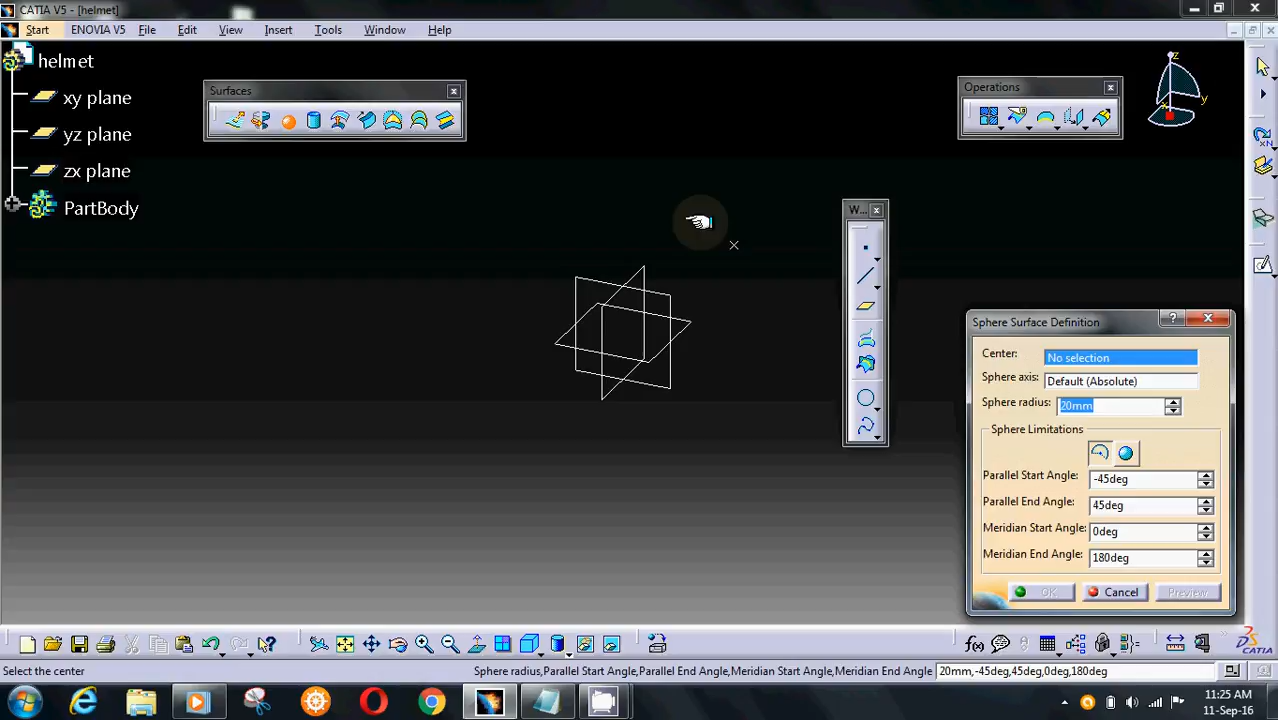 CATIA V5 - [helmet]
Start ENOVIA V5 File Edit View Insert Tools Window Help
helmet
xy plane
yz plane
zx plane
PartBody
Surfaces
Operations
z
y
x
W...
Sphere Surface Definition
Center: No selection
Sphere axis: Default (Absolute)
Sphere radius: 20mm
Sphere Limitations
Parallel Start Angle: -45deg
Parallel End Angle: 45deg
Meridian Start Angle: 0deg
Meridian End Angle: 180deg
OK Cancel Preview
f(x)
CATIA
Select the center
Sphere radius,Parallel Start Angle,Parallel End Angle,Meridian Start Angle,Meridian End Angle 20mm,-45deg,45deg,0deg,180deg
11:25 AM
11-Sep-16